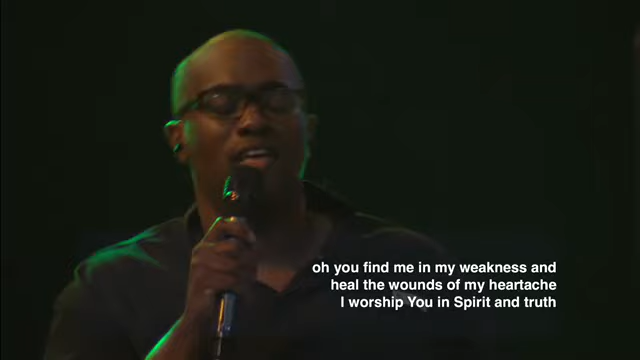 oh you find me in my weakness and
heal the wounds of my heartache
I worship You in Spirit and truth